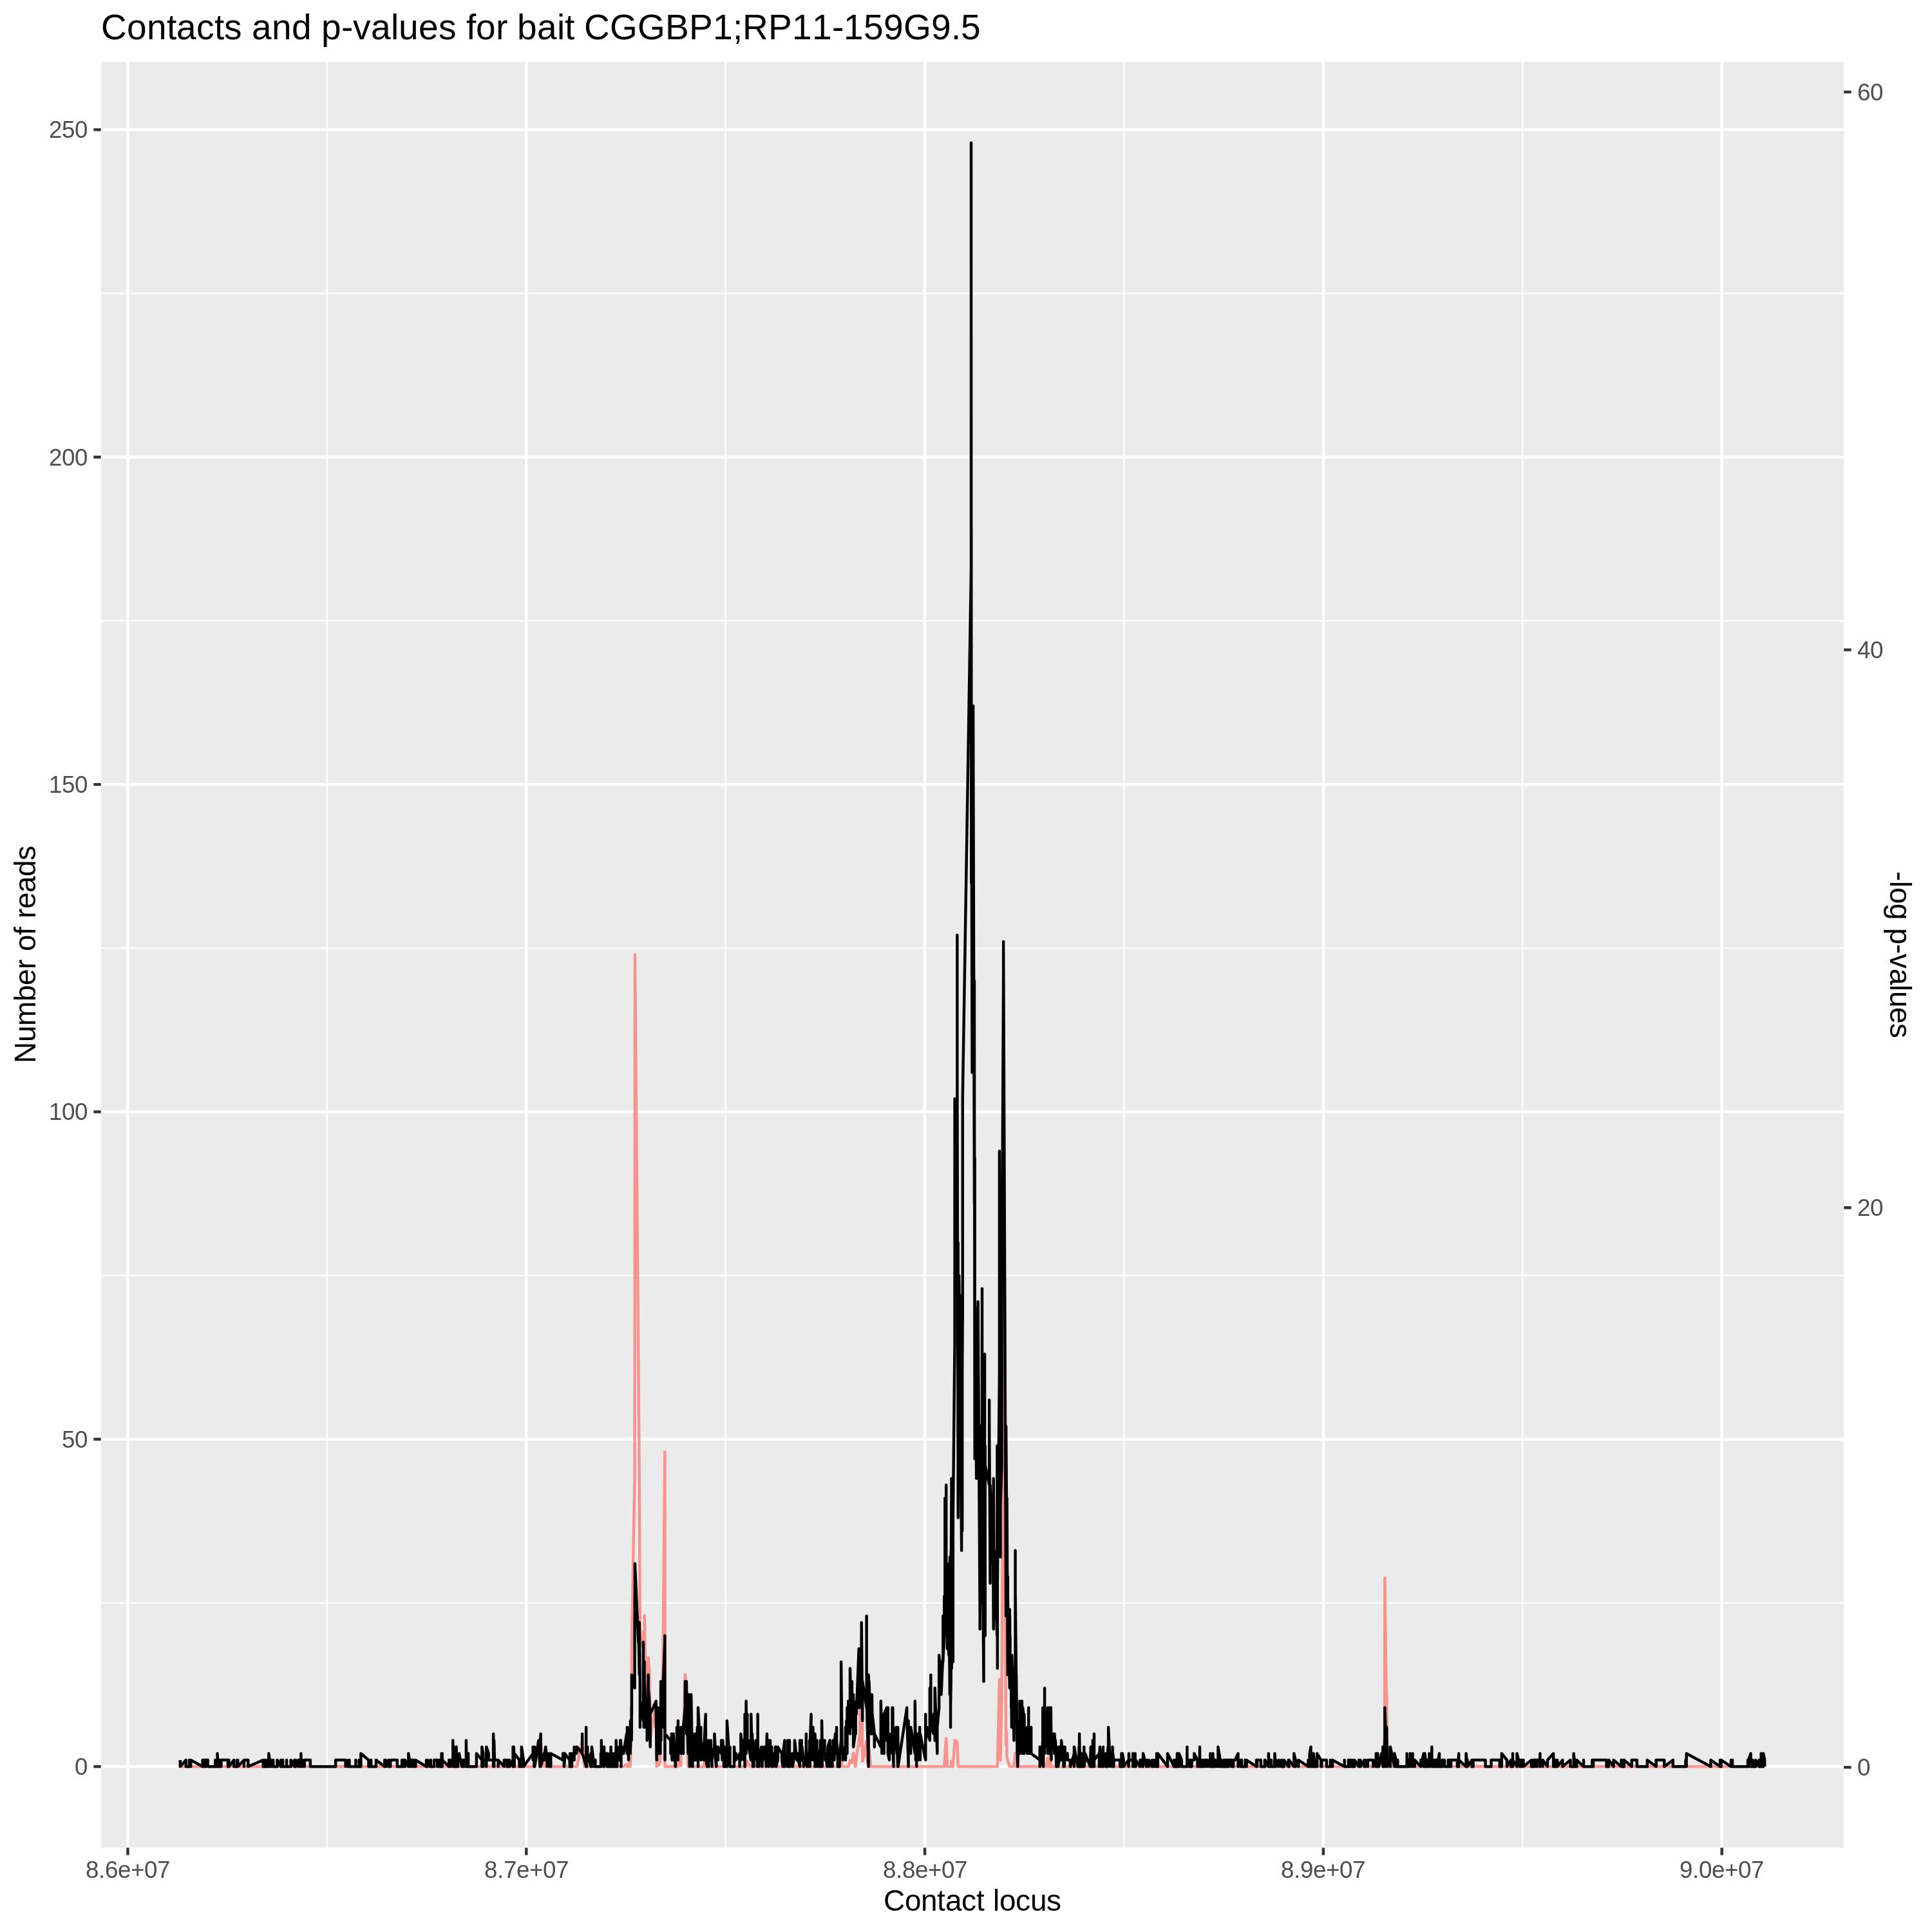 Contacts and p-values for bait CGGBP1;RP11-159G9.5
250
200
150
100
50
0
60
40
20
0
Number of reads
-log p-values
8.6e+07 8.7e+07 8.8e+07 8.9e+07 9.0e+07
Contact locus